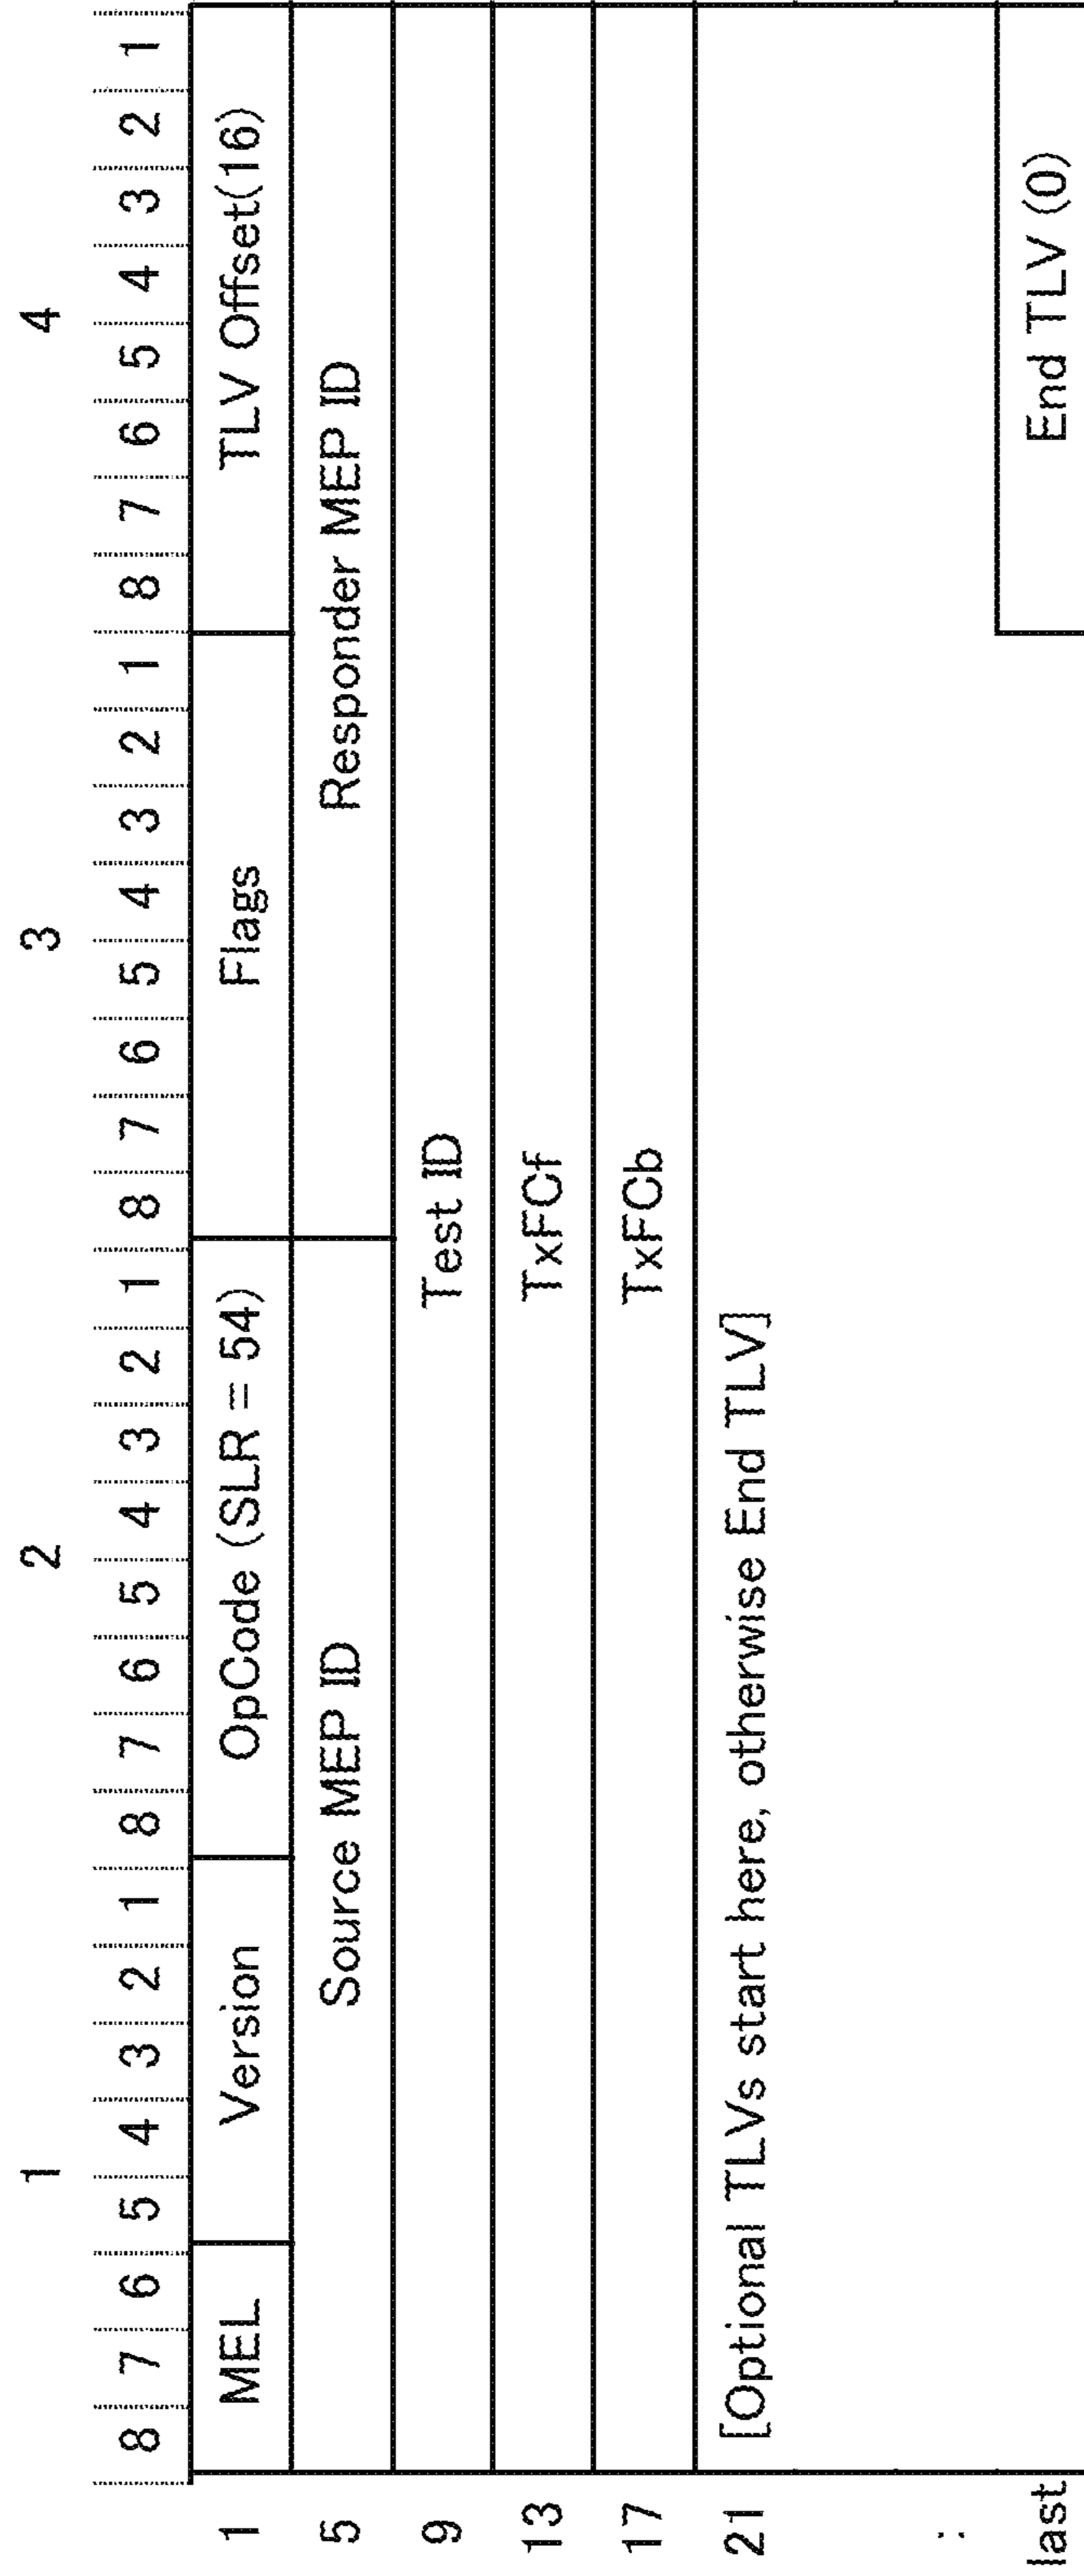 1 2 3 4
8 7 6 5 4 3 2 1 8 7 6 5 4 3 2 1 8 7 6 5 4 3 2 1 8 7 6 5 4 3 2 1
1 MEL Version OpCode (SLR = 54) Flags TLV Offset(16)
5 Source MEP ID Responder MEP ID
9 Test ID
13 TxFCf
17 TxFCb
21 [Optional TLVs start here, otherwise End TLV]
:
last End TLV (0)